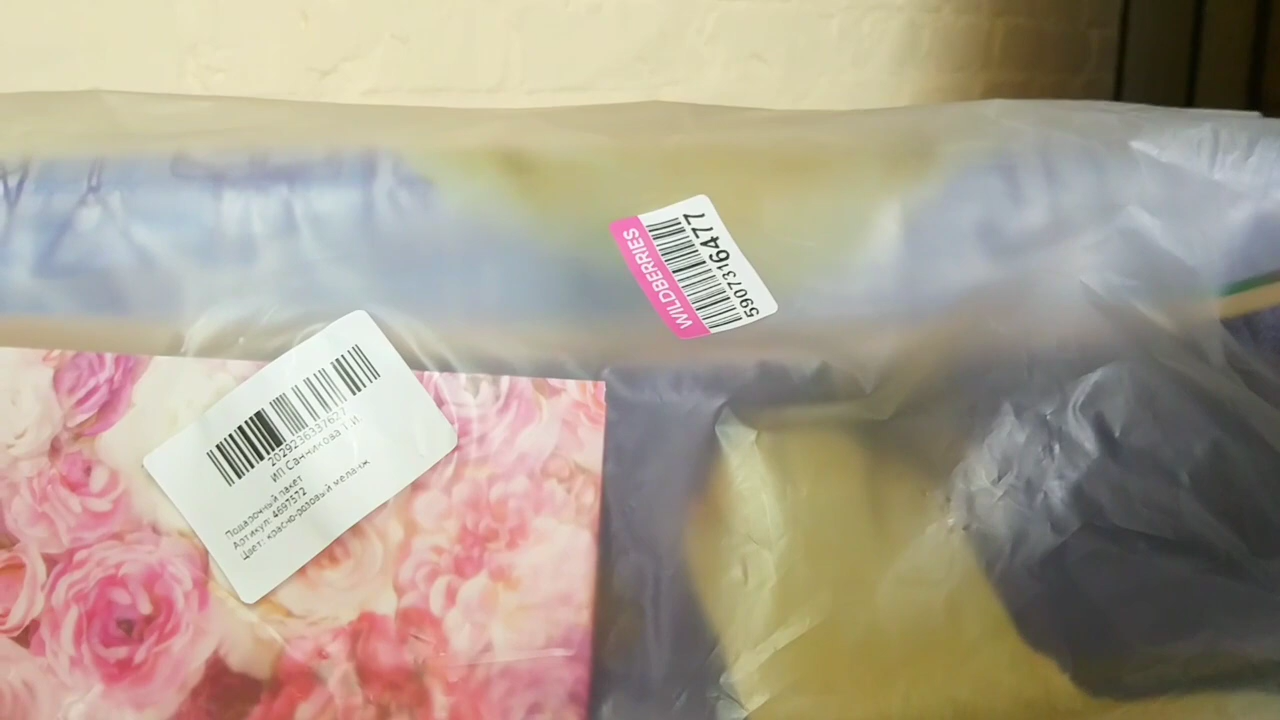 WILDBERRIES
5907316477
2029236337627
ИП Санникова Т.И.
Подарочный пакет
Артикул: 4697572
Цвет: красно-розовый меланж